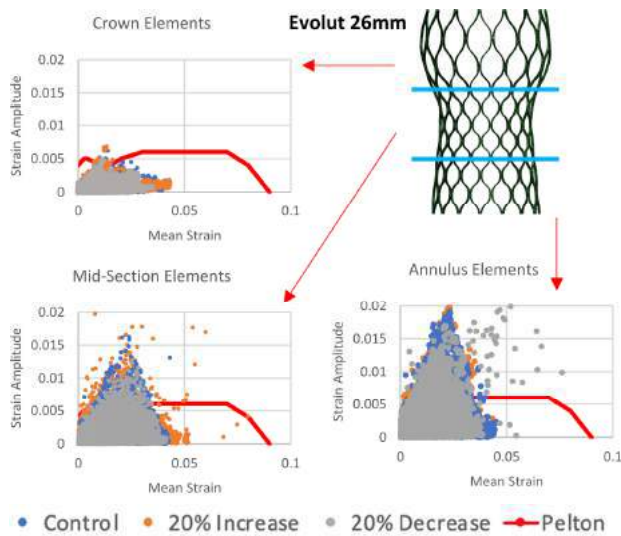 Crown Elements
Evolut 26mm
Strain Amplitude
0.02
0.015
0.01
0.005
0
0
0.05
0.1
Mean Strain
Mid-Section Elements
Strain Amplitude
0.02
0.015
0.01
0.005
0
0
0.05
0.1
Mean Strain
Annulus Elements
Strain Amplitude
0.02
0.015
0.01
0.005
0
0
0.05
0.1
Mean Strain
Control 20% Increase 20% Decrease Pelton